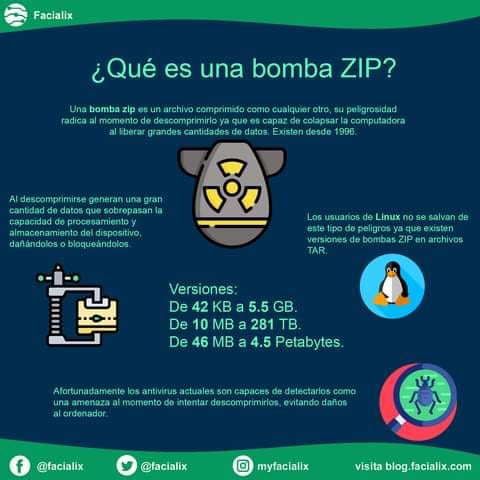 Facialix
¿Qué es una bomba ZIP?
Una bomba zip es un archivo comprimido como cualquier otro, su peligrosidad
radica al momento de descomprimirlo ya que es capaz de colapsar la computadora
al liberar grandes cantidades de datos. Existen desde 1996.
Al descomprimirse generan una gran
cantidad de datos que sobrepasan la
capacidad de procesamiento y
almacenamiento del dispositivo,
dañándolos o bloqueándolos.
Los usuarios de Linux no se salvan de
este tipo de peligros ya que existen
versiones de bombas ZIP en archivos
TAR.
Versiones:
De 42 KB a 5.5 GB.
De 10 MB a 281 TB.
De 46 MB a 4.5 Petabytes.
Afortunadamente los antivirus actuales son capaces de detectarlos como
una amenaza al momento de intentar descomprimirlos, evitando daños
al ordenador.
@facialix
@facialix
myfacialix
visita blog.facialix.com